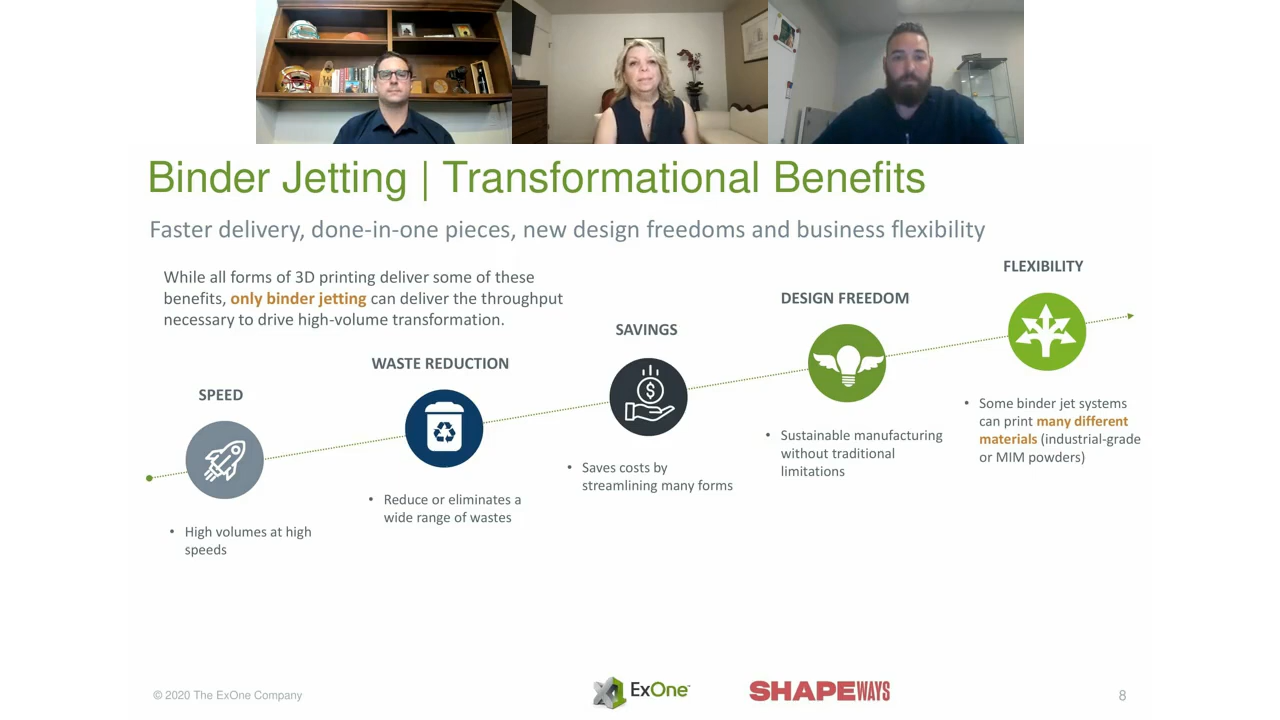 Binder Jetting | Transformational Benefits
Faster delivery, done-in-one pieces, new design freedoms and business flexibility
While all forms of 3D printing deliver some of these
benefits, only binder jetting can deliver the throughput
necessary to drive high-volume transformation.
SPEED
• High volumes at high
speeds
WASTE REDUCTION
• Reduce or eliminates a
wide range of wastes
SAVINGS
$
• Saves costs by
streamlining many forms
DESIGN FREEDOM
• Sustainable manufacturing
without traditional
limitations
FLEXIBILITY
• Some binder jet systems
can print many different
materials (industrial-grade
or MIM powders)
© 2020 The ExOne Company
X1 ExOne™
SHAPEWAYS
8